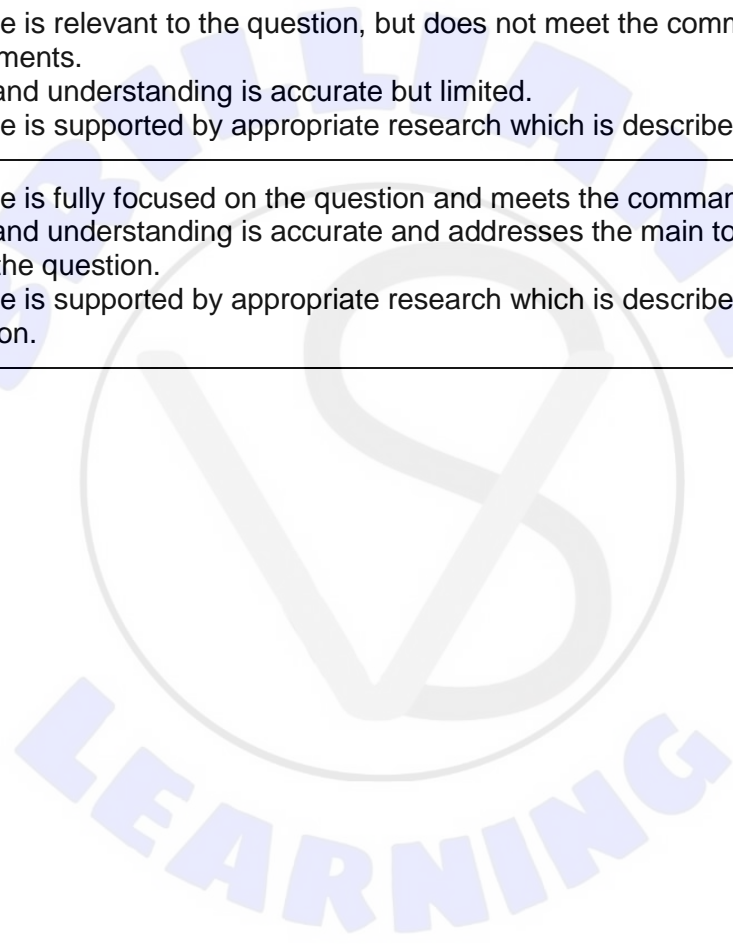 e is relevant to the question, but does not meet the comm
ments.
and understanding is accurate but limited.
e is supported by appropriate research which is describe
e is fully focused on the question and meets the comman
and understanding is accurate and addresses the main to
the question.
e is supported by appropriate research which is describe
on.
LEARNING